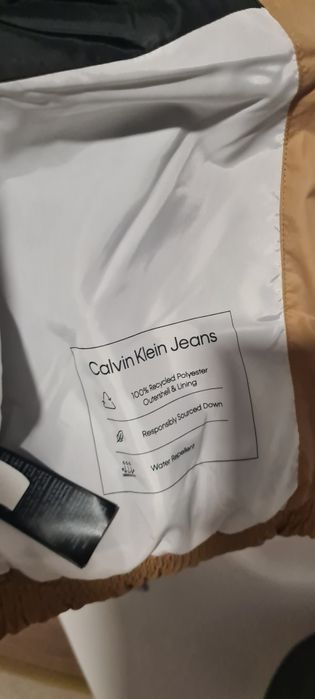 Calvin Klein Jeans
100% Recycled Polyester
Outershell & Lining
Responsibly Sourced Down
Water Repellent